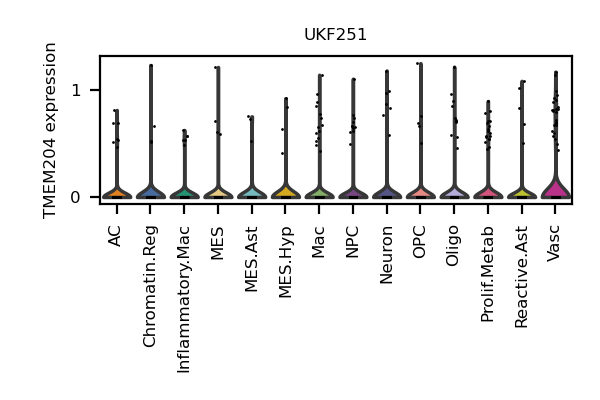 UKF251
TMEM204 expression
1
0
AC
Chromatin.Reg
Inflammatory.Mac
MES
MES.Ast
MES.Hyp
Mac
NPC
Neuron
OPC
Oligo
Prolif.Metab
Reactive.Ast
Vasc